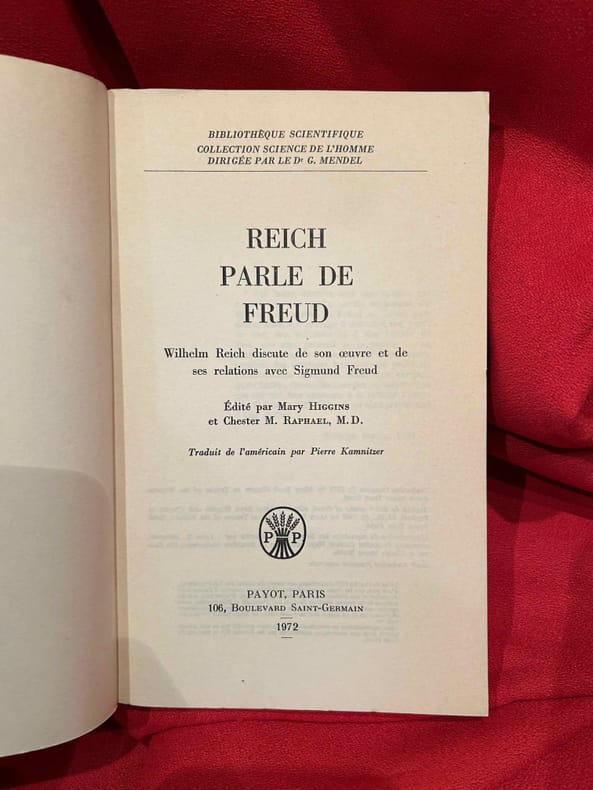 BIBLIOTHÈQUE SCIENTIFIQUE
COLLECTION SCIENCE DE L'HOMME
DIRIGÉE PAR LE Dr G. MENDEL
REICH
PARLE DE
FREUD
Wilhelm Reich discute de son œuvre et de
ses relations avec Sigmund Freud
Édité par Mary HIGGINS
et Chester M. RAPHAEL, M.D.
Traduit de l'américain par Pierre Kamnitzer
P P
PAYOT, PARIS
106, BOULEVARD SAINT-GERMAIN
1972